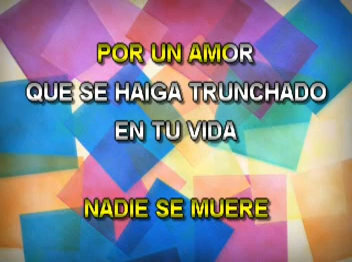 POR UN AMOR
QUE SE HAIGA TRUNCHADO
EN TU VIDA
NADIE SE MUERE